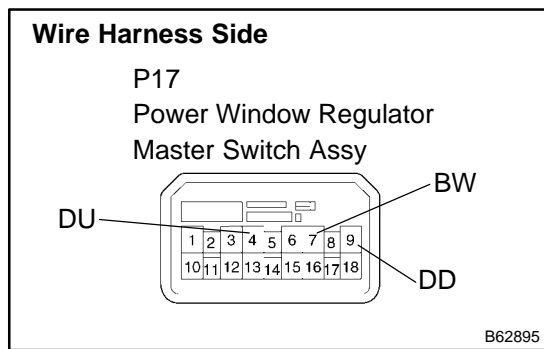 Wire Harness Side
P17
Power Window Regulator
Master Switch Assy
DU
BW
1 2 3 4 5 6 7 8 9
10 11 12 13 14 15 16 17 18
DD
B62895